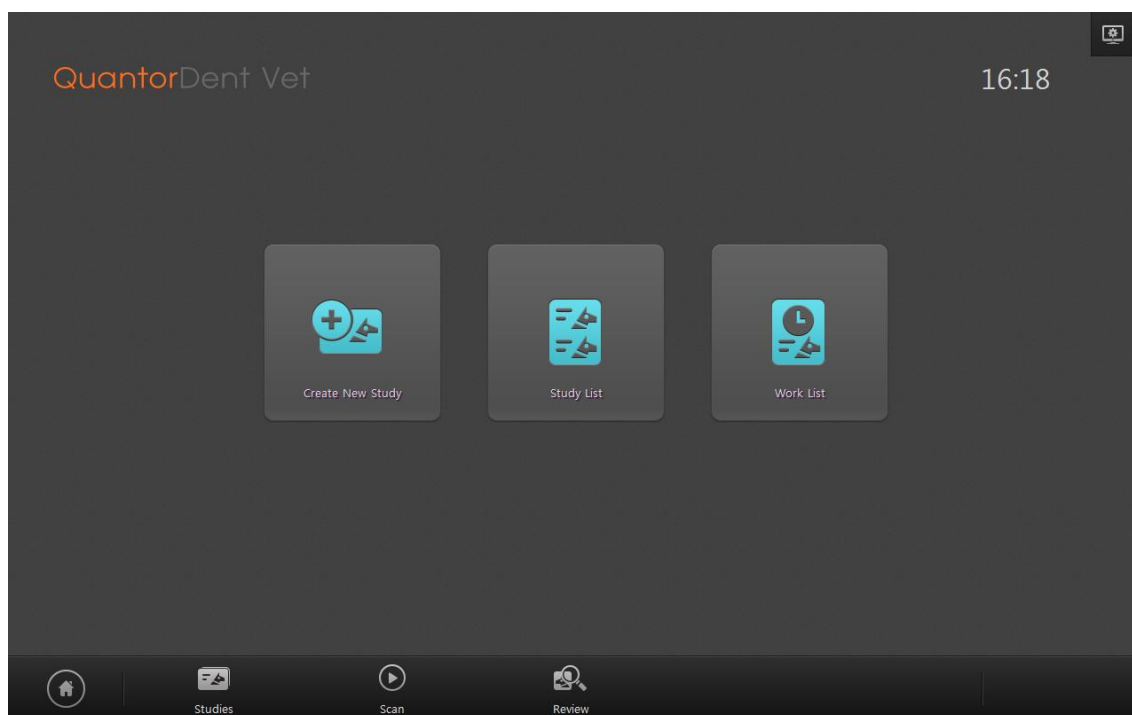 QuantorDent Vet
16:18
Create New Study
Study List
Work List
Studies
Scan
Review